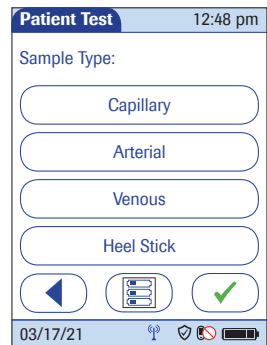 Patient Test 12:48 pm
Sample Type:
Capillary
Arterial
Venous
Heel Stick
03/17/21